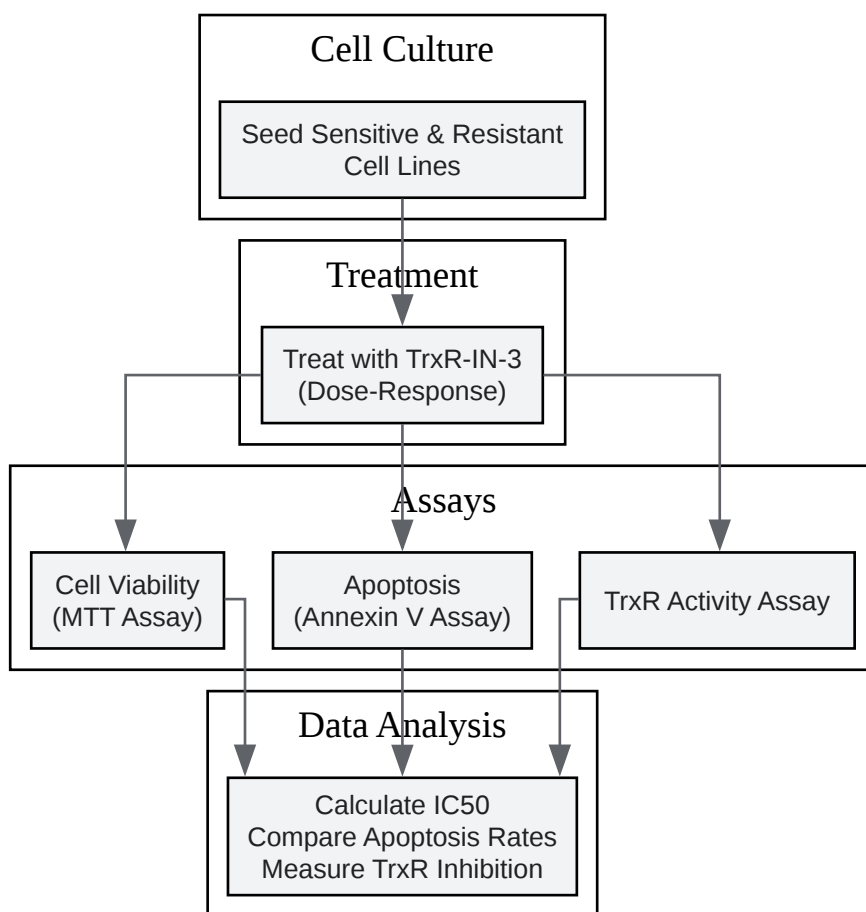 Cell Culture
Seed Sensitive & Resistant
Cell Lines
Treatment
Treat with TrxR-IN-3
(Dose-Response)
Assays
Cell Viability
(MTT Assay)
Apoptosis
(Annexin V Assay)
TrxR Activity Assay
Data Analysis
Calculate IC50
Compare Apoptosis Rates
Measure TrxR Inhibition